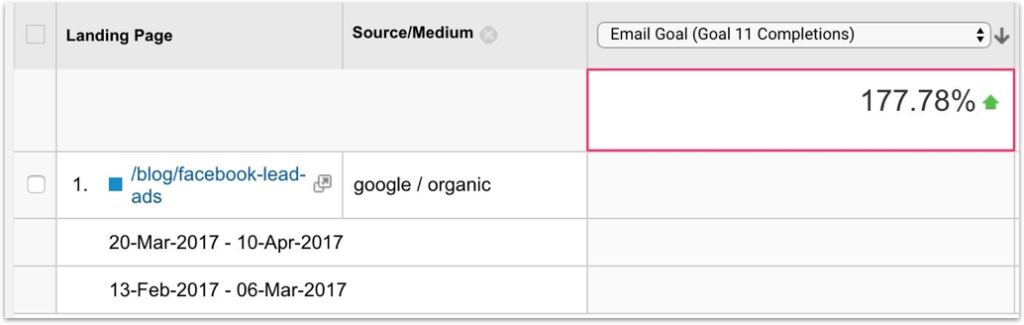 Landing Page Source/Medium Email Goal (Goal 11 Completions)
177.78%
1. /blog/facebook-lead-
ads google / organic
20-Mar-2017 - 10-Apr-2017
13-Feb-2017 - 06-Mar-2017